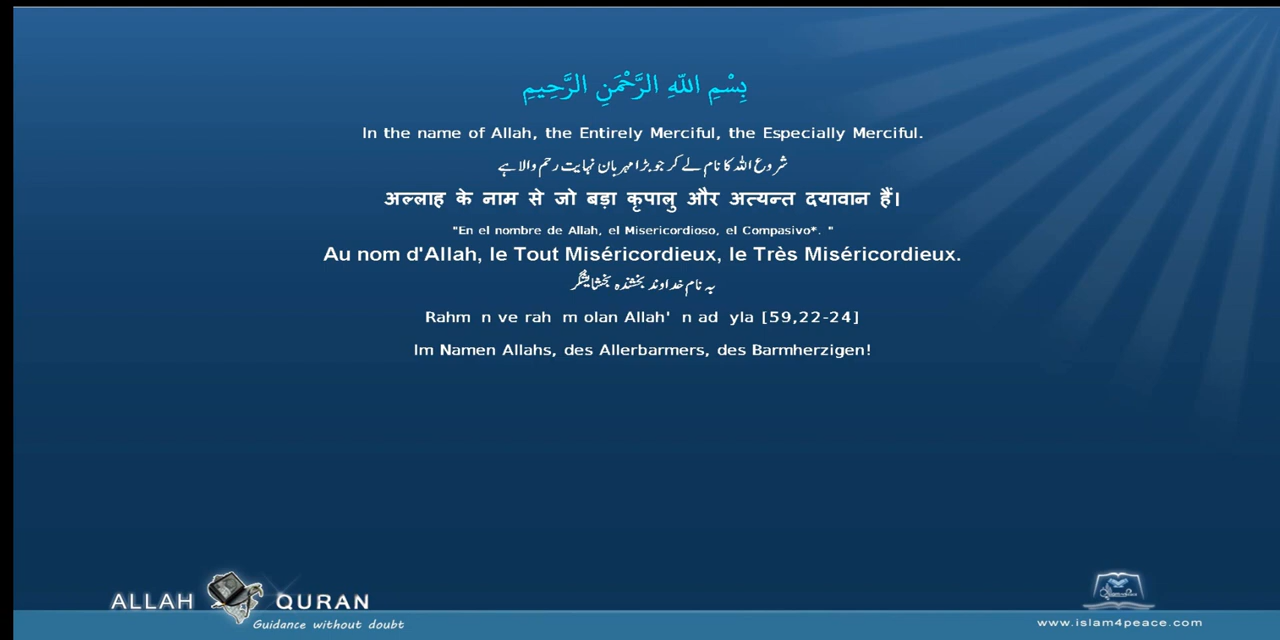 بِسْمِ اللّهِ الرَّحْمَنِ الرَّحِيمِ
In the name of Allah, the Entirely Merciful, the Especially Merciful.
شروع اللہ کا نام لے کر جو بڑا مہربان نہایت رحم والا ہے
अल्लाह के नाम से जो बड़ा कृपालु और अत्यन्त दयावान हैं।
"En el nombre de Allah, el Misericordioso, el Compasivo*. "
Au nom d'Allah, le Tout Miséricordieux, le Très Miséricordieux.
به نام خداوند بخشنده بخشایشگر
Rahm n ve rah m olan Allah' n ad yla [59,22-24]
Im Namen Allahs, des Allerbarmers, des Barmherzigen!
ALLAH QURAN
Guidance without doubt
www.islam4peace.com